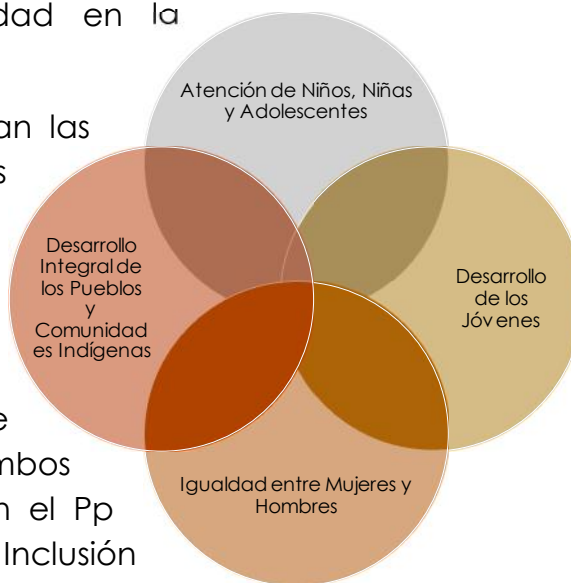 dad en la
Atención de Niños, Niñas
y Adolescentes
an las
s
Desarrollo
Integral de
los Pueblos
y
Comunidad
es Indígenas
Desarrollo
de los
Jóvenes
e
mbos
Igualdad entre Mujeres y
Hombres
n el Pp
Inclusión